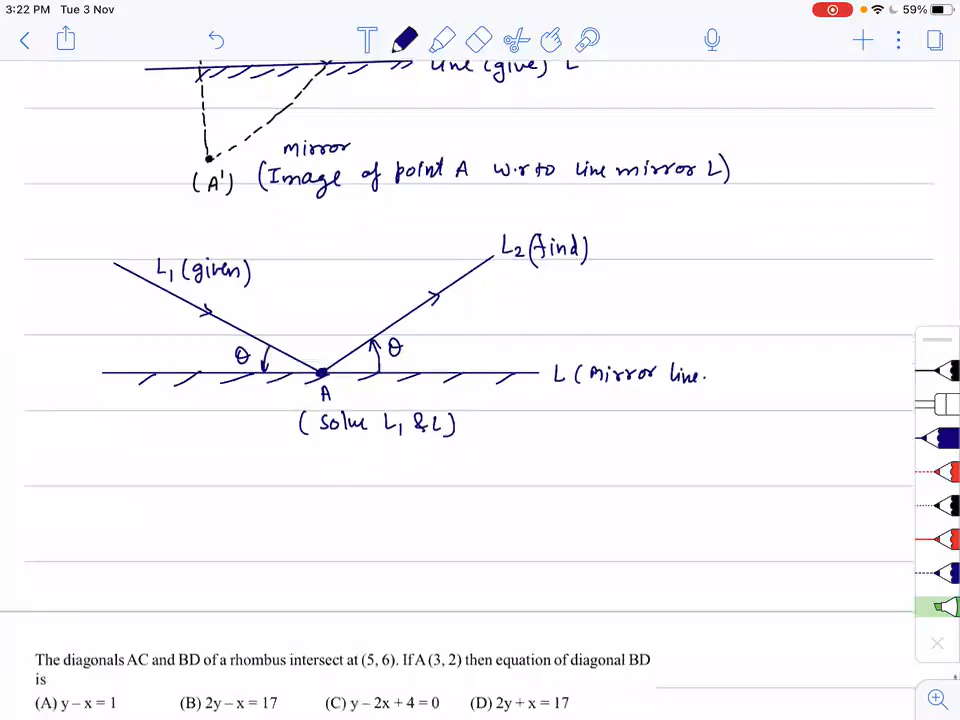 3:22 PM Tue 3 Nov
59%
T
Line (give) L
mirror
(A') (Image of point A w.r to line mirror L)
L2 (find)
L1 (given)
θ θ
L (Mirror line.
A
(Solve L1 & L)
The diagonals AC and BD of a rhombus intersect at (5, 6). If A (3, 2) then equation of diagonal BD
is
(A) y – x = 1 (B) 2y – x = 17 (C) y – 2x + 4 = 0 (D) 2y + x = 17